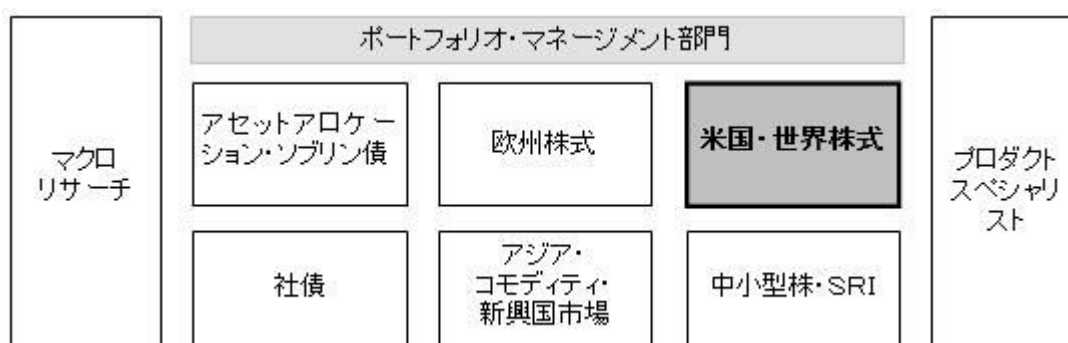 ポートフォリオ・マネージメント部門
マクロ
リサーチ
アセットアロケー
ション・ソブリン債
欧州株式
米国・世界株式
プロダクト
スペシャリ
スト
社債
アジア・
コモディティ・
新興国市場
中小型株・SRI